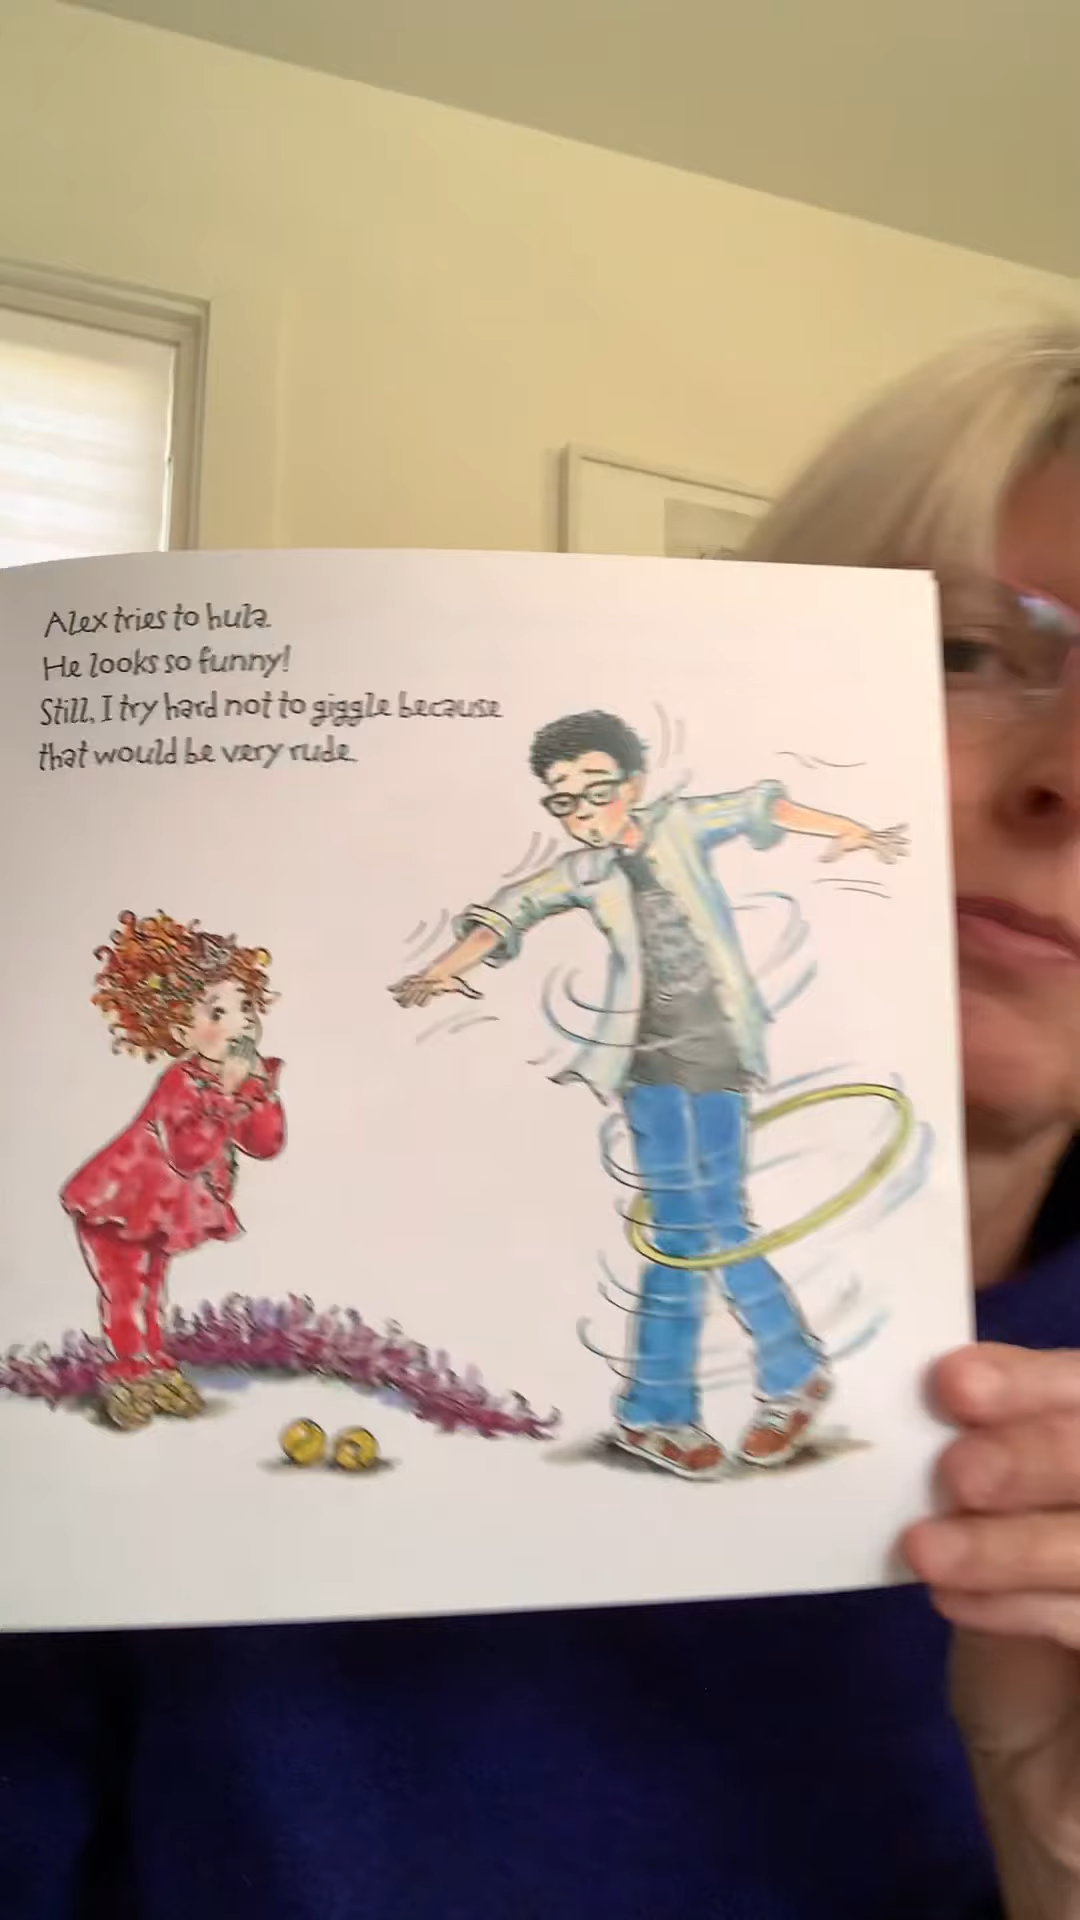 Alex tries to hula.
He looks so funny!
Still, I try hard not to giggle because
that would be very rude.